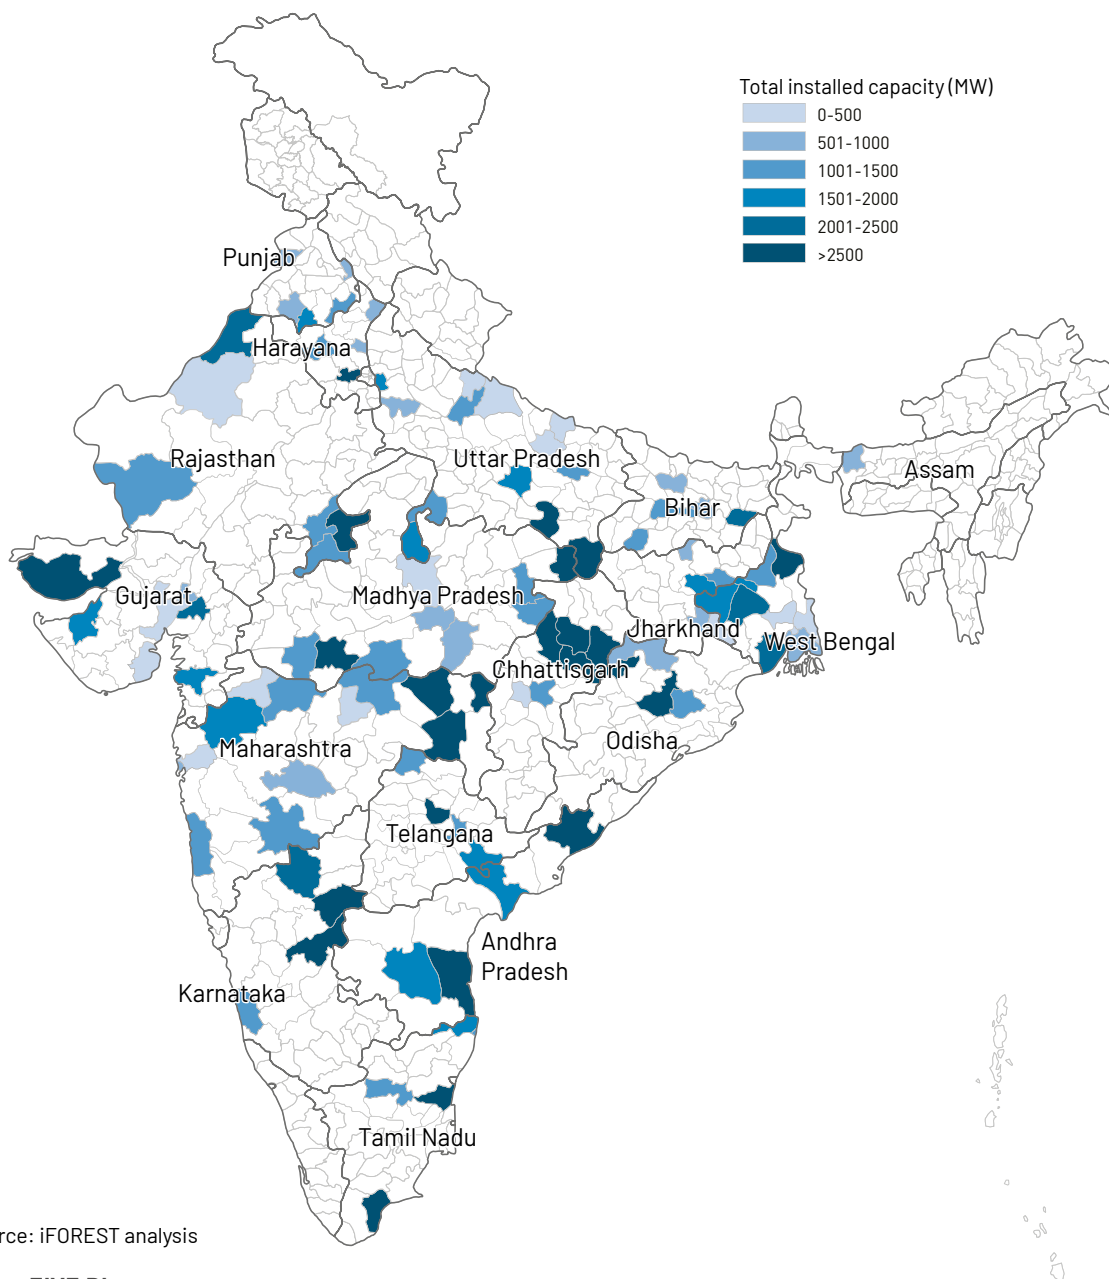 Total installed capacity (MW)
0-500
501-1000
1001-1500
1501-2000
2001-2500
>2500
Punjab
Harayana
Rajasthan
Uttar Pradesh
Assam
Bihar
Gujarat
Madhya Pradesh
Jharkhand
West Bengal
Chhattisgarh
Odisha
Maharashtra
Telangana
Andhra
Pradesh
Karnataka
Tamil Nadu
rce: iFOREST analysis